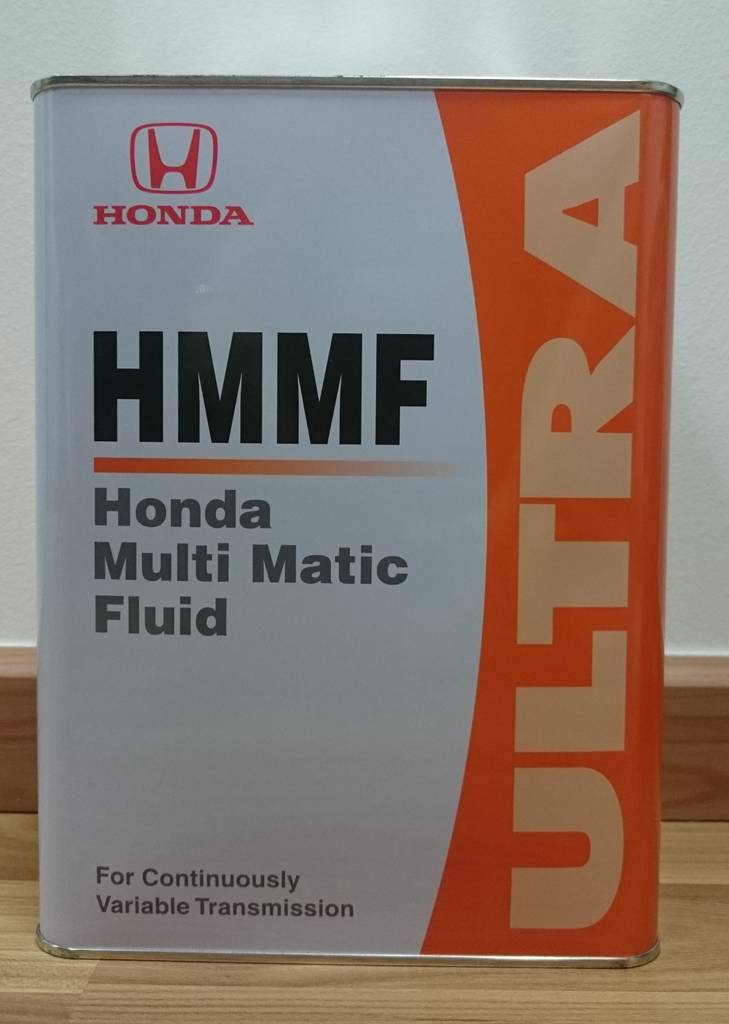 HONDA
HMMF
Honda
Multi Matic
Fluid
For Continuously
Variable Transmission
ULTRA